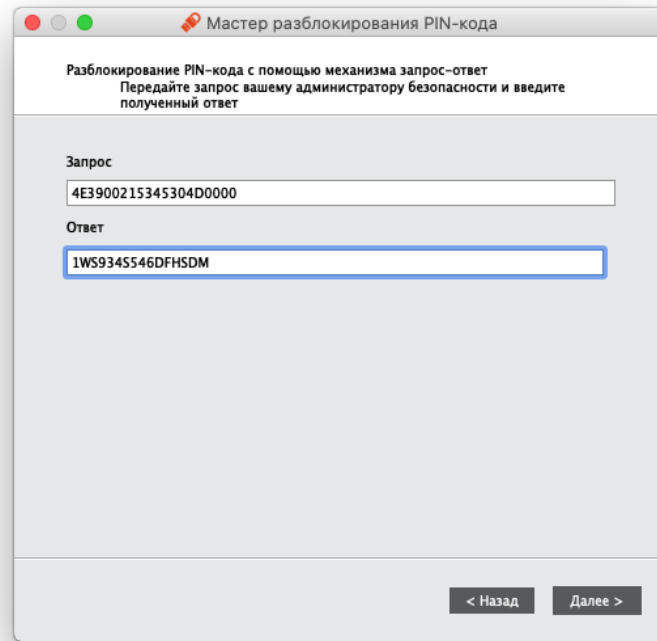 Мастер разблокирования PIN-кода
Разблокирование PIN-кода с помощью механизма запрос-ответ
Передайте запрос вашему администратору безопасности и введите
полученный ответ
Запрос
4E3900215345304D0000
Ответ
1WS934S546DFHSDM
< Назад
Далее >